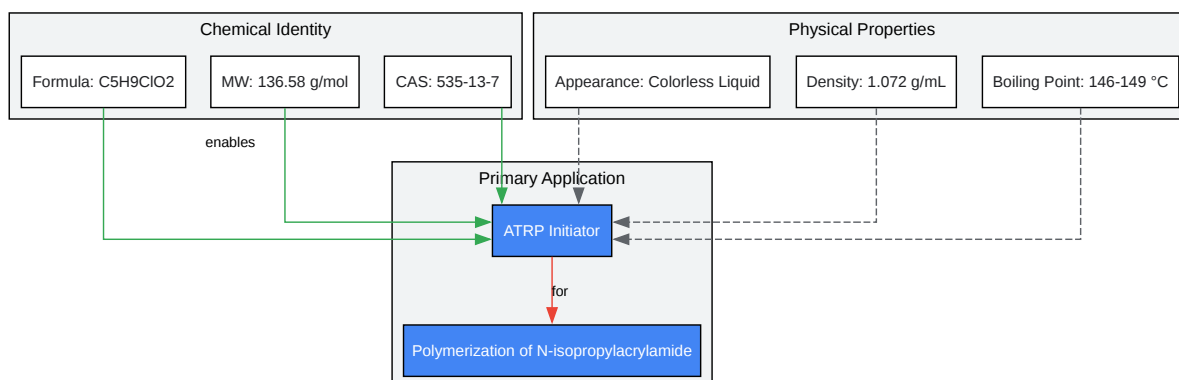 Chemical Identity
Physical Properties
Formula: C5H9ClO2
MW: 136.58 g/mol
CAS: 535-13-7
Appearance: Colorless Liquid
Density: 1.072 g/mL
Boiling Point: 146-149 °C
enables
Primary Application
ATRP Initiator
for
Polymerization of N-isopropylacrylamide